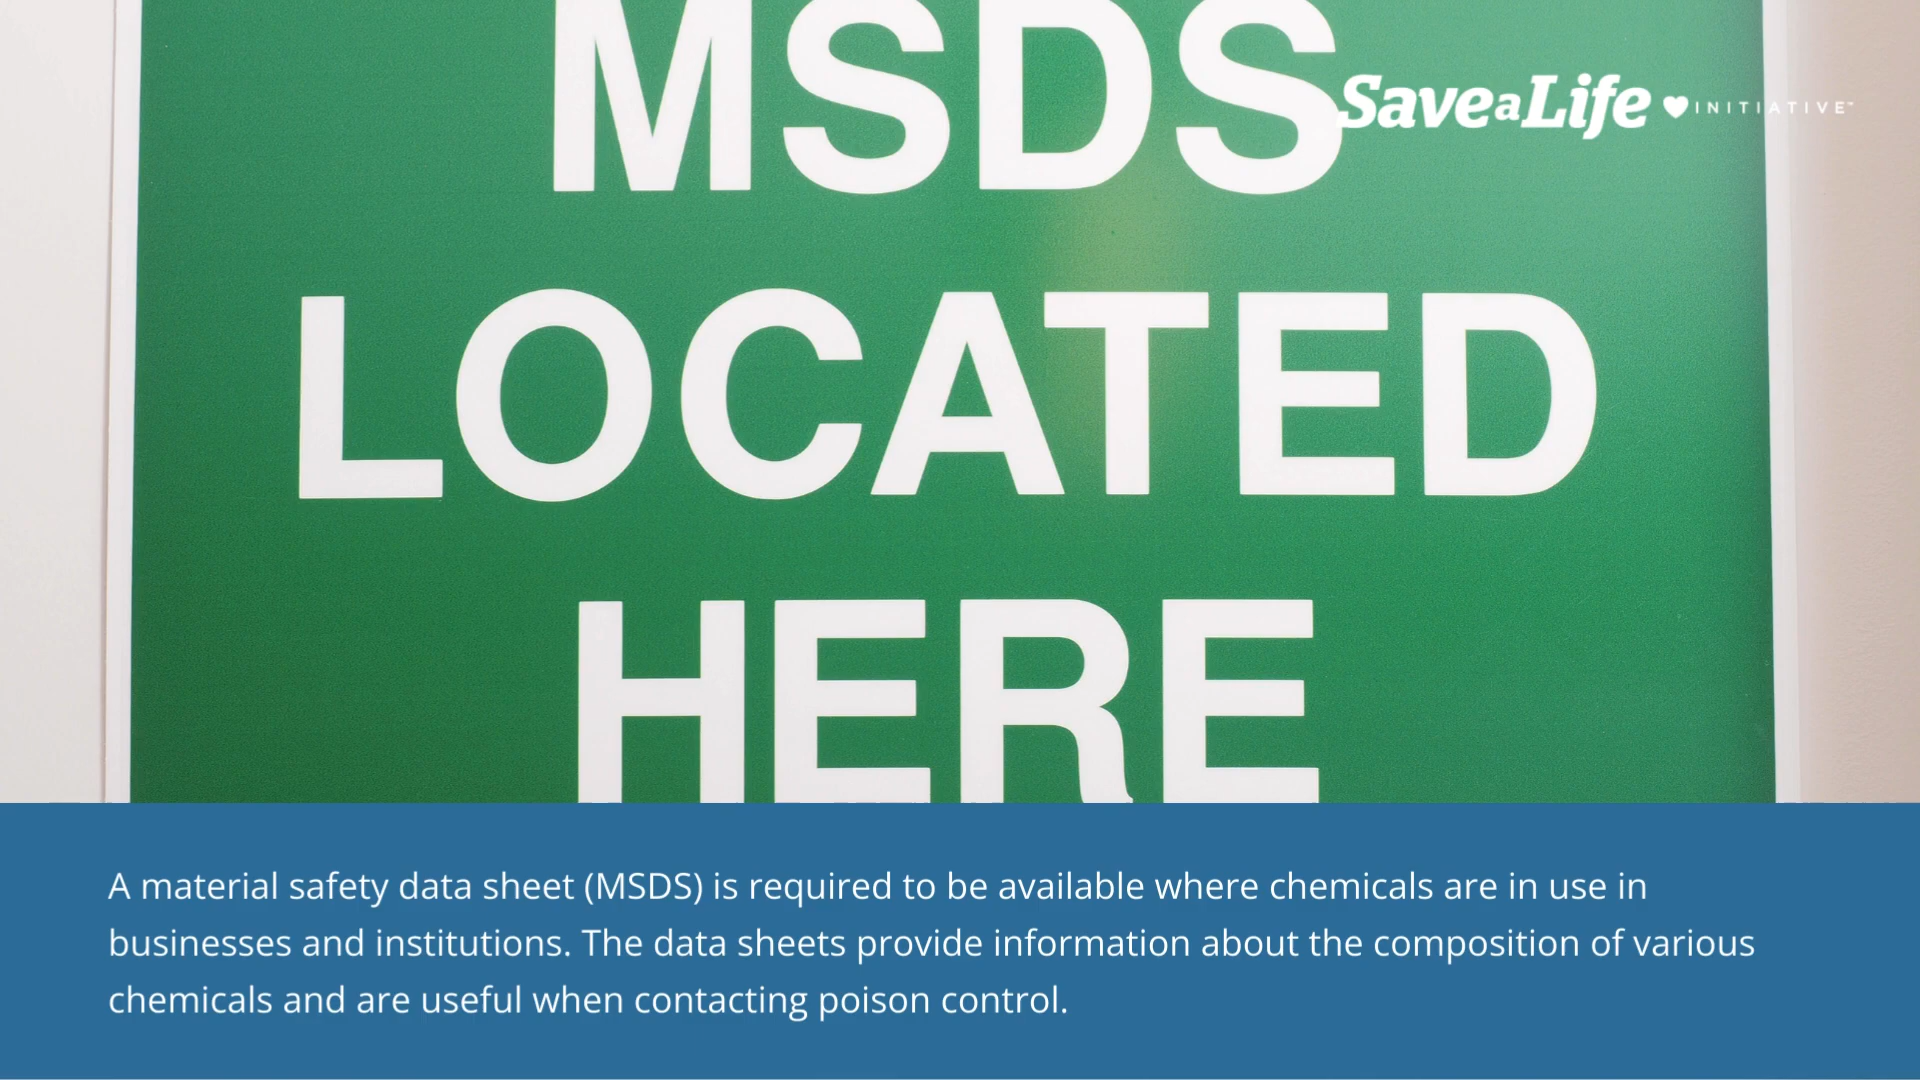 MSDS
SaveaLife INITIATIVE™
LOCATED
HERE
A material safety data sheet (MSDS) is required to be available where chemicals are in use in
businesses and institutions. The data sheets provide information about the composition of various
chemicals and are useful when contacting poison control.